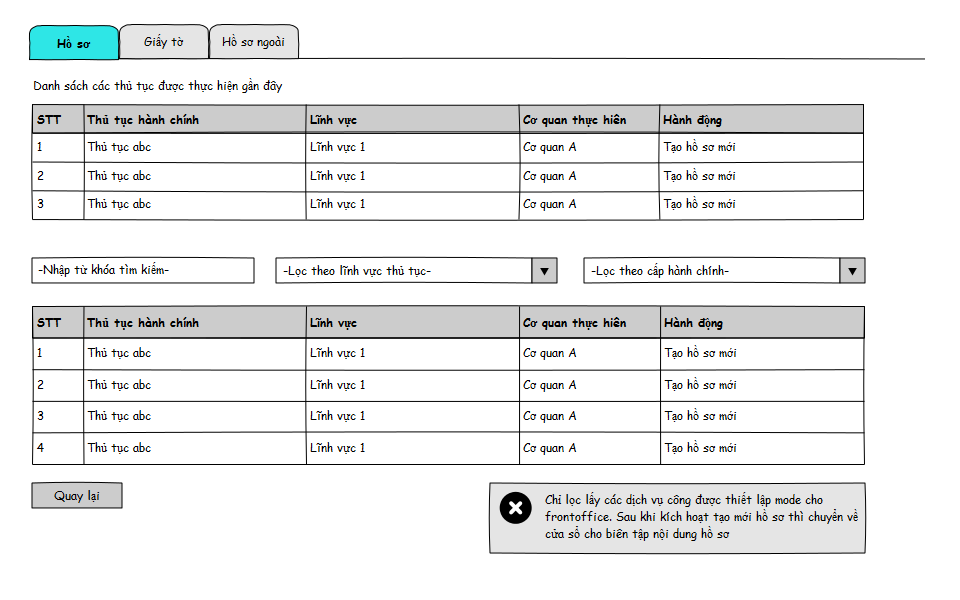 Hồ sơ Giấy tờ Hồ sơ ngoài
Danh sách các thủ tục được thực hiện gần đây
STT Thủ tục hành chính Lĩnh vực Cơ quan thực hiên Hành động
1 Thủ tục abc Lĩnh vực 1 Cơ quan A Tạo hồ sơ mới
2 Thủ tục abc Lĩnh vực 1 Cơ quan A Tạo hồ sơ mới
3 Thủ tục abc Lĩnh vực 1 Cơ quan A Tạo hồ sơ mới
-Nhập từ khóa tìm kiếm- -Lọc theo lĩnh vực thủ tục- -Lọc theo cấp hành chính-
STT Thủ tục hành chính Lĩnh vực Cơ quan thực hiên Hành động
1 Thủ tục abc Lĩnh vực 1 Cơ quan A Tạo hồ sơ mới
2 Thủ tục abc Lĩnh vực 1 Cơ quan A Tạo hồ sơ mới
3 Thủ tục abc Lĩnh vực 1 Cơ quan A Tạo hồ sơ mới
4 Thủ tục abc Lĩnh vực 1 Cơ quan A Tạo hồ sơ mới
Quay lại
Chỉ lọc lấy các dịch vụ công được thiết lập mode cho
frontoffice. Sau khi kích hoạt tạo mới hồ sơ thì chuyển về
cửa sổ cho biên tập nội dung hồ sơ